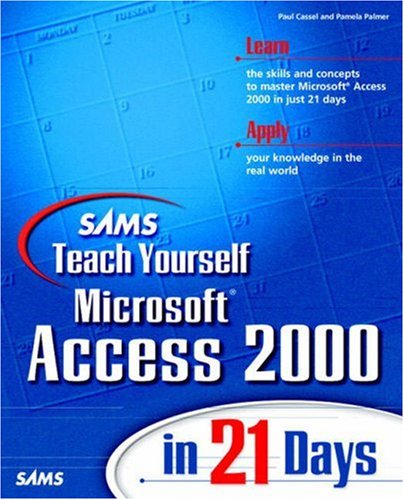 Paul Cassel and Pamela Palmer
Learn
the skills and concepts
to master Microsoft® Access
2000 in just 21 days
Apply
your knowledge in the
real world
SAMS
Teach Yourself
Microsoft®
Access 2000
in 21 Days
SAMS